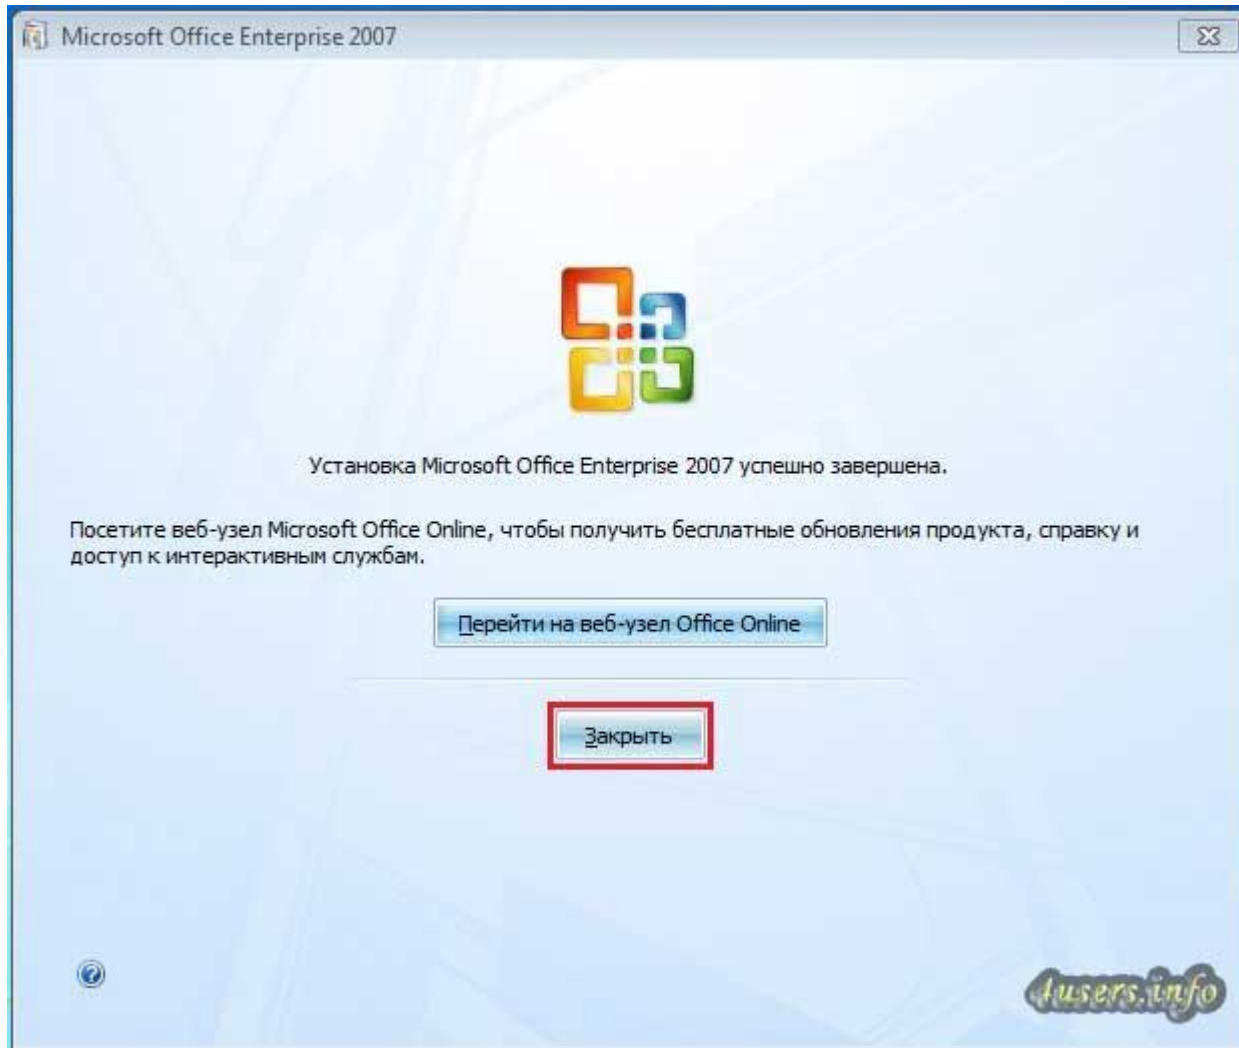 Microsoft Office Enterprise 2007
Установка Microsoft Office Enterprise 2007 успешно завершена.
Посетите веб-узел Microsoft Office Online, чтобы получить бесплатные обновления продукта, справку и
доступ к интерактивным службам.
Перейти на веб-узел Office Online
Закрыть
4users.info